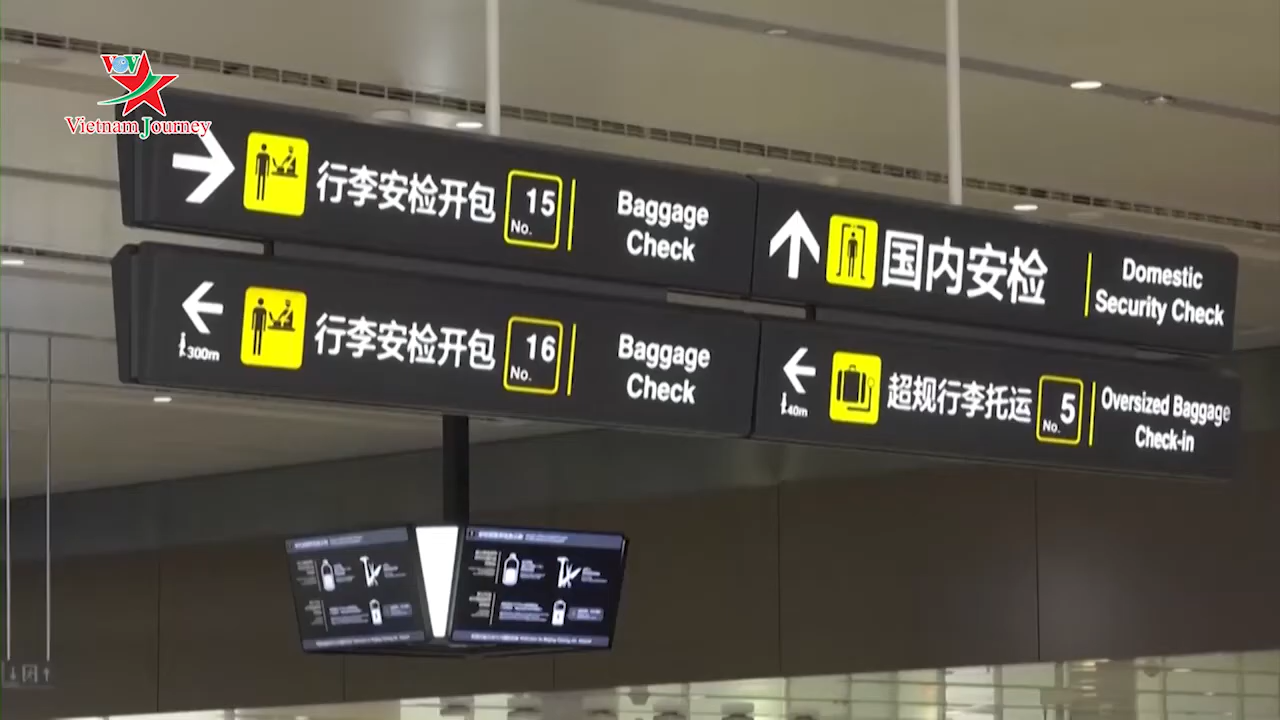 VOV
Vietnam Journey
行李安检开包
15
No.
Baggage
Check
国内安检
Domestic
Security Check
300m
行李安检开包
16
No.
Baggage
Check
40m
超规行李托运
5
No.
Oversized Baggage
Check-in